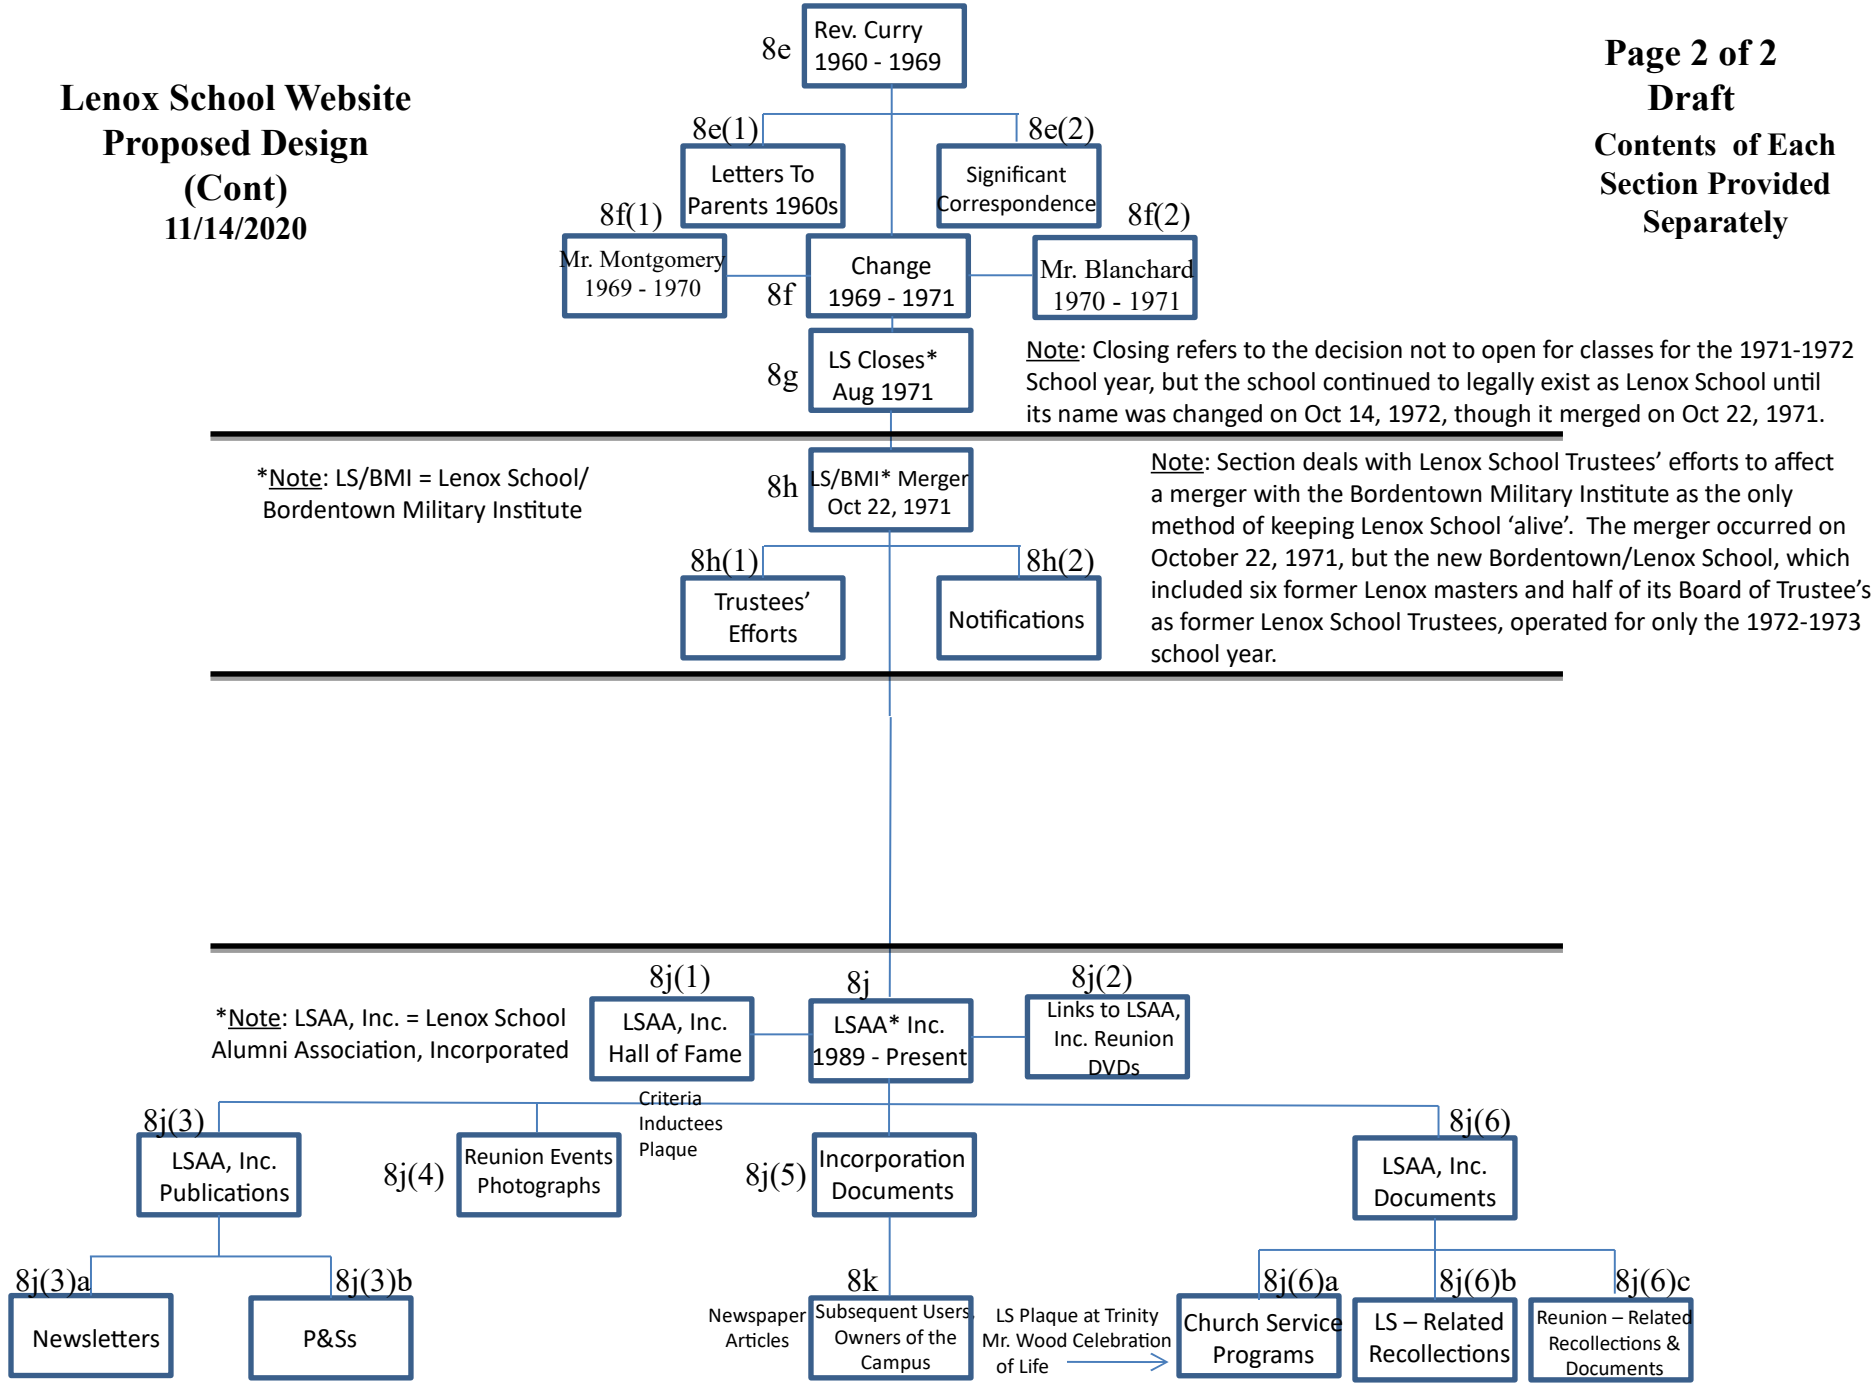 Lenox School Website
Proposed Design
(Cont)
11/14/2020
Page 2 of 2
Draft
Contents  of Each
Section Provided
Separately
8e
Rev. Curry
1960 - 1969
8e(1)
Letters To
Parents 1960s
8e(2)
Significant
Correspondence
8f(1)
Mr. Montgomery
1969 - 1970
8f
Change
1969 - 1971
8f(2)
Mr. Blanchard
1970 - 1971
8g
LS Closes*
Aug 1971
Note: Closing refers to the decision not to open for classes for the 1971-1972
School year, but the school continued to legally exist as Lenox School until
its name was changed on Oct 14, 1972, though it merged on Oct 22, 1971.
*Note: LS/BMI = Lenox School/
Bordentown Military Institute
8h
LS/BMI* Merger
Oct 22, 1971
Note: Section deals with Lenox School Trustees’ efforts to affect
a merger with the Bordentown Military Institute as the only
method of keeping Lenox School ‘alive’.  The merger occurred on
October 22, 1971, but the new Bordentown/Lenox School, which
included six former Lenox masters and half of its Board of Trustee’s
as former Lenox School Trustees, operated for only the 1972-1973
school year.
8h(1)
Trustees’
Efforts
8h(2)
Notifications
*Note: LSAA, Inc. = Lenox School
Alumni Association, Incorporated
8j(1)
LSAA, Inc.
Hall of Fame
8j
LSAA* Inc.
1989 - Present
8j(2)
Links to LSAA,
Inc. Reunion
DVDs
Criteria
Inductees
Plaque
8j(3)
LSAA, Inc.
Publications
8j(4)
Reunion Events
Photographs
8j(5)
Incorporation
Documents
8j(6)
LSAA, Inc.
Documents
8j(3)a
Newsletters
8j(3)b
P&Ss
Newspaper
Articles
8k
Subsequent Users,
Owners of the
Campus
LS Plaque at Trinity
Mr. Wood Celebration
of Life
8j(6)a
Church Service
Programs
8j(6)b
LS – Related
Recollections
8j(6)c
Reunion – Related
Recollections &
Documents